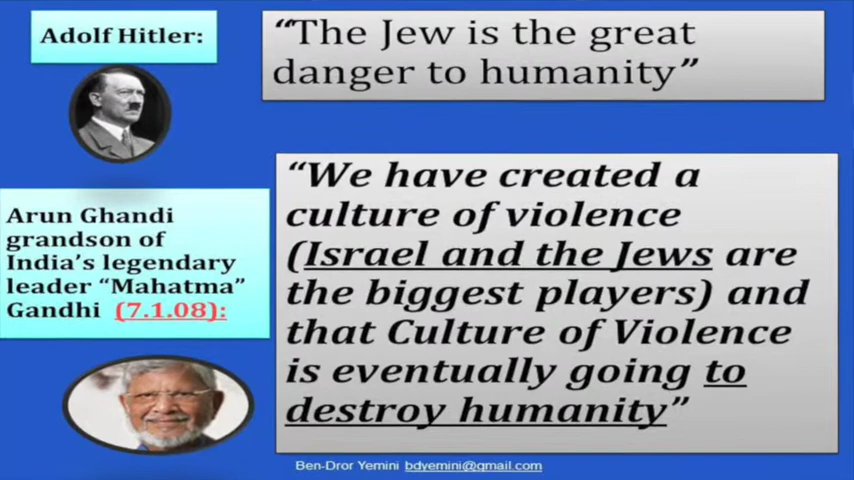 Adolf Hitler:
“The Jew is the great
danger to humanity”
Arun Ghandi
grandson of
India’s legendary
leader “Mahatma”
Gandhi (7.1.08):
“We have created a
culture of violence
(Israel and the Jews are
the biggest players) and
that Culture of Violence
is eventually going to
destroy humanity”
Ben-Dror Yemini bdyemini@gmail.com